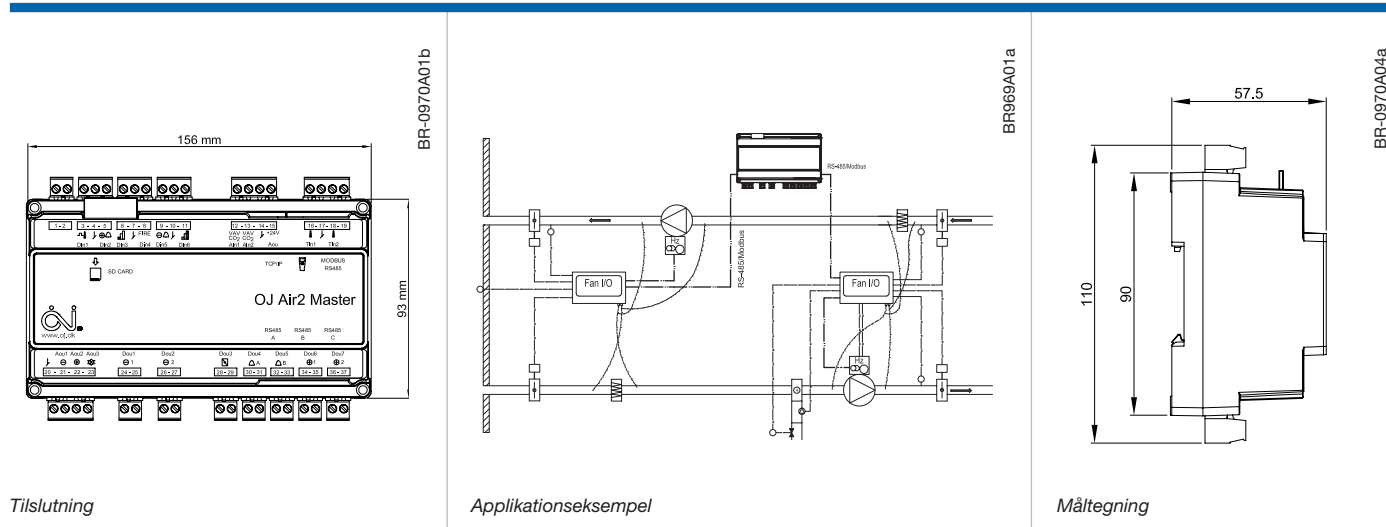 BR-0970A01b
156 mm
1-2 3 - 4 - 5 6 - 7 - 8 9 - 10 - 11 12 - 13 - 14 - 15 16 - 17 - 18 - 19
FIRE VAV CO2 VAV CO2 +24V
DIn1 DIn2 DIn3 DIn4 DIn5 DIn6 AIn1 AIn2 Aou TIn1 TIn2
SD CARD
TCP/IP
MODBUS
RS485
OJ Air2 Master
93 mm
OJ
www.oj.dk
RS485 A RS485 B RS485 C
Aou1 Aou2 Aou3 Dou1 Dou2 Dou3 Dou4 Dou5 Dou6 Dou7
1 2 A B 1 2
20 - 21 - 22 - 23 24 - 25 26 - 27 28 - 29 30-31 32 - 33 34 - 35 36 - 37
Tilslutning
BR969A01a
RS-485/Modbus
Hz
RS-485/Modbus
Fan I/O
Fan I/O
Hz
Applikationseksempel
BR-0970A04a
57.5
110
90
Måltegning